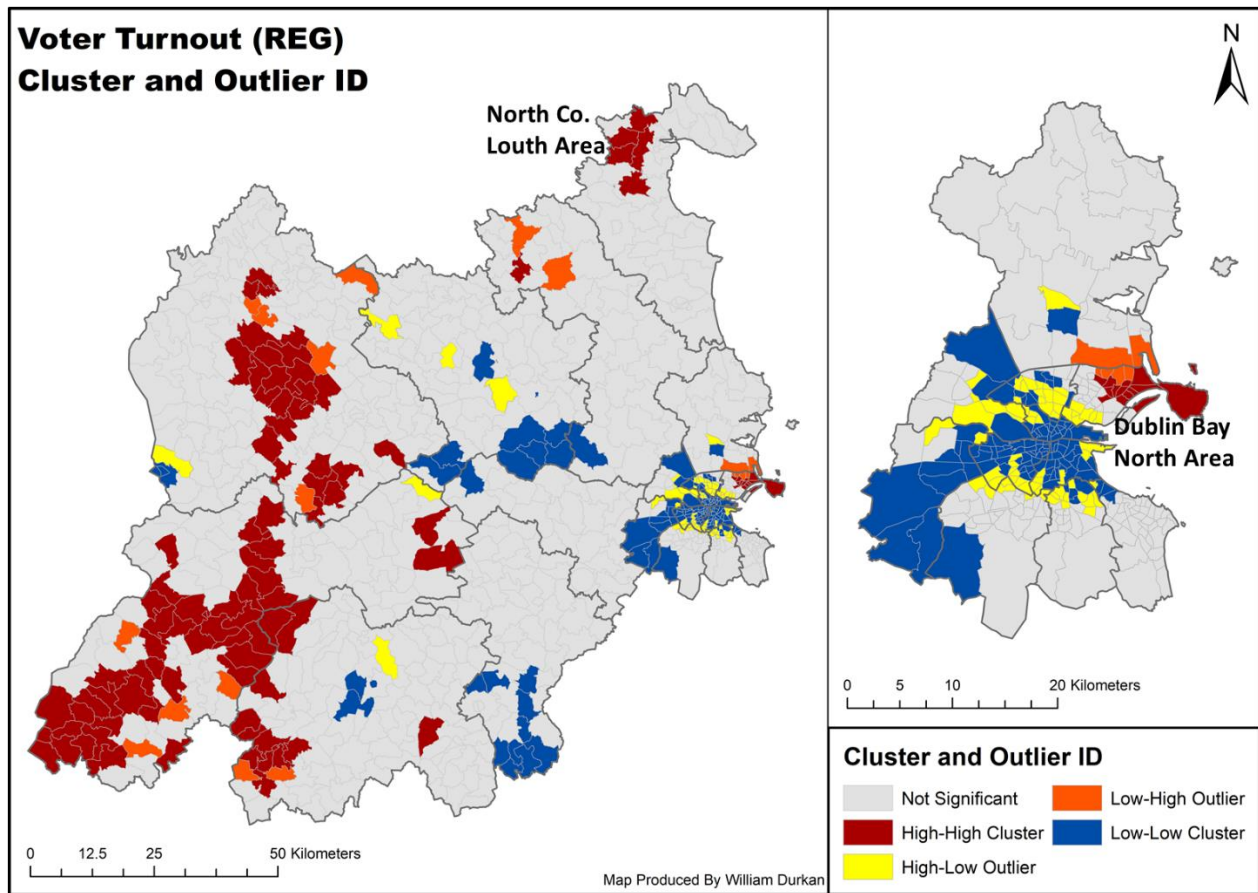 Voter Turnout (REG)
Cluster and Outlier ID
North Co.
Louth Area
0 12.5 25 50 Kilometers
Map Produced By William Durkan
N
Dublin Bay
North Area
0 5 10 20 Kilometers
Cluster and Outlier ID
Not Significant
High-High Cluster
High-Low Outlier
Low-High Outlier
Low-Low Cluster